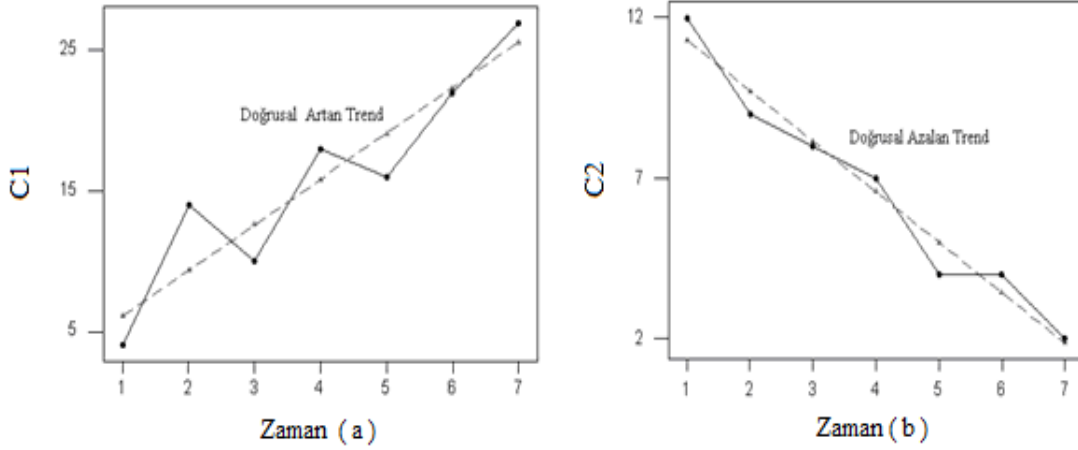 C1
25
15
5
Doğrusal Artan Trend
1 2 3 4 5 6 7
Zaman ( a )
C2
12
7
2
Doğrusal Azalan Trend
1 2 3 4 5 6 7
Zaman ( b )